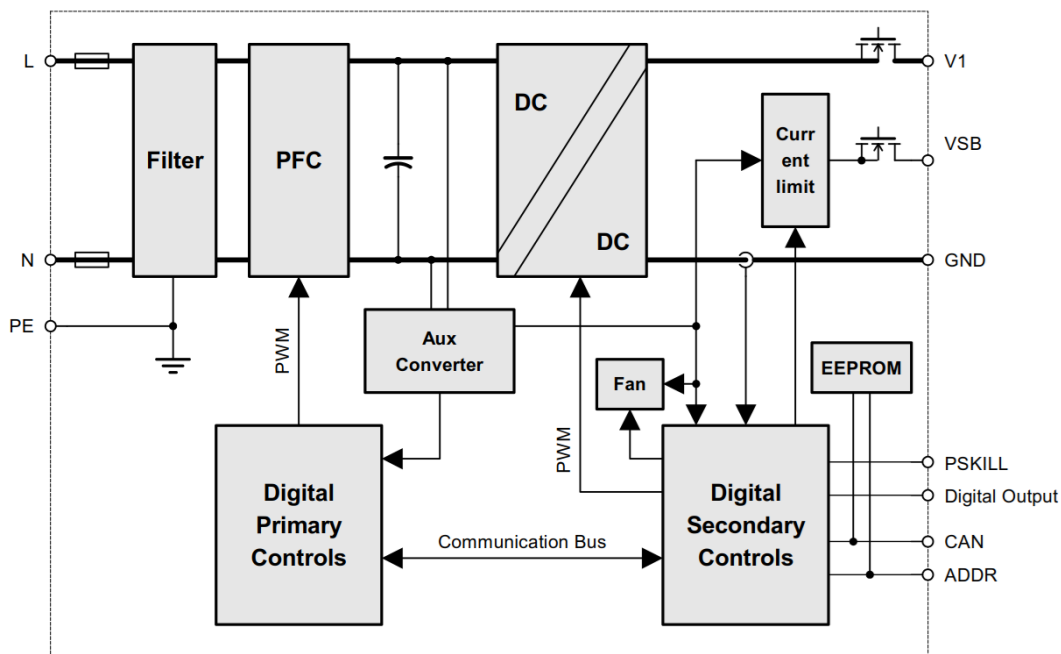 L
N
PE
Filter
PFC
DC
DC
Curr
ent
limit
V1
VSB
GND
PWM
Aux
Converter
Fan
EEPROM
PWM
Digital
Primary
Controls
Communication Bus
Digital
Secondary
Controls
PSKILL
Digital Output
CAN
ADDR